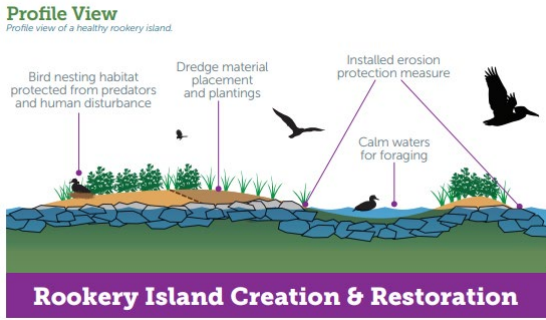 Profile View
Profile view of a healthy rookery island.
Bird nesting habitat
protected from predators
and human disturbance
Dredge material
placement
and plantings
Installed erosion
protection measure
Calm waters
for foraging
Rookery Island Creation & Restoration